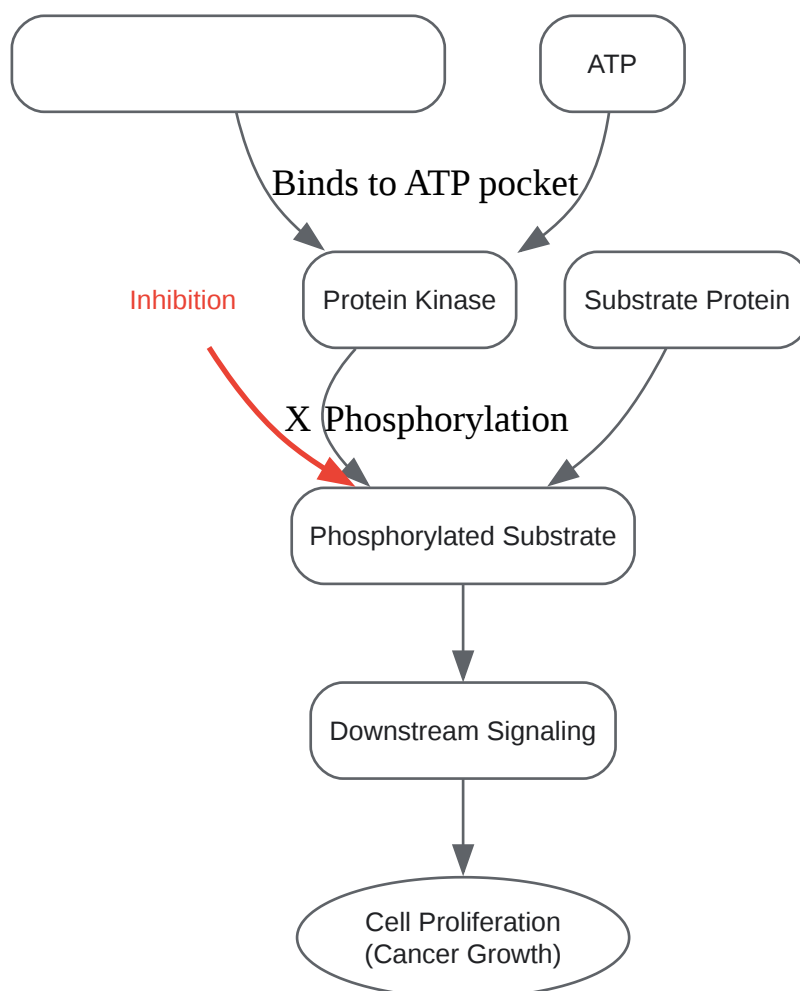 ATP
Binds to ATP pocket
Inhibition
Protein Kinase
Substrate Protein
X Phosphorylation
Phosphorylated Substrate
Downstream Signaling
Cell Proliferation
(Cancer Growth)